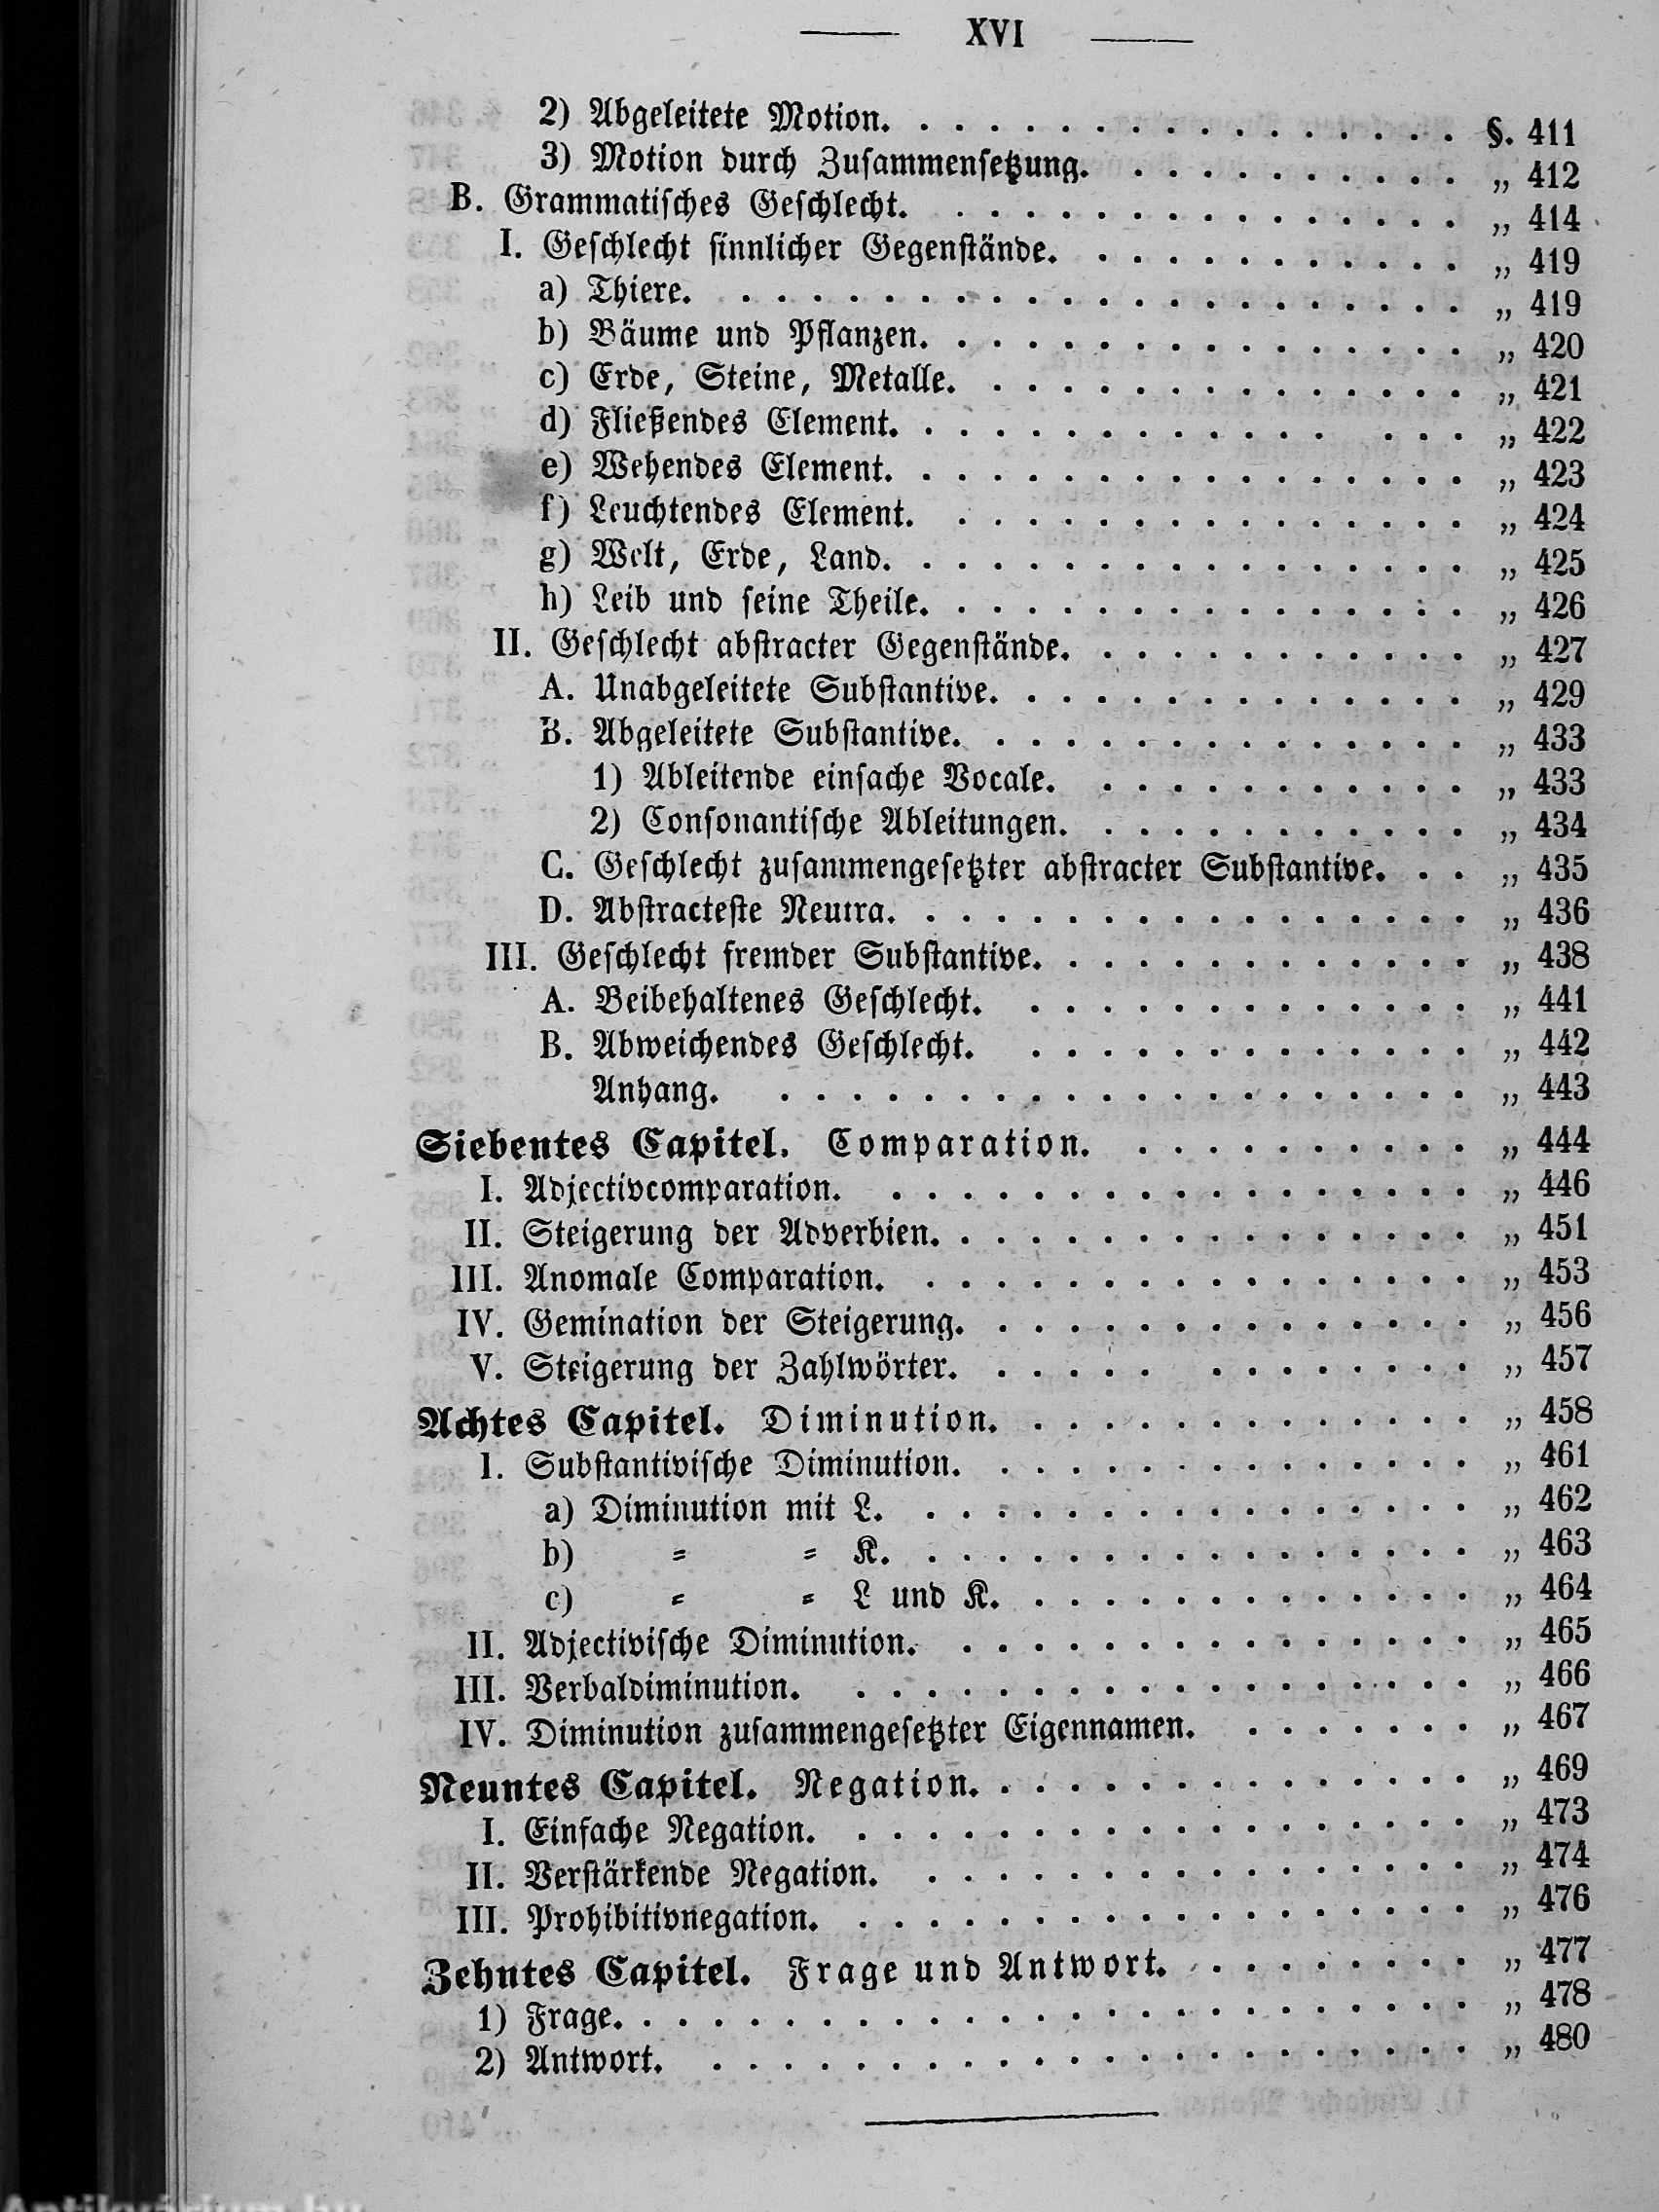 XVI
2) Abgeleitete Motion. . . . . . . . . . . . . . . . . §. 411
3) Motion durch Zusammensetzung. . . . . . . . . . . „ 412
B. Grammatisches Geschlecht. . . . . . . . . . . . . . . . „ 414
I. Geschlecht sinnlicher Gegenstände. . . . . . . . . . . . „ 419
a) Thiere. . . . . . . . . . . . . . . . . . . . . . „ 419
b) Bäume und Pflanzen. . . . . . . . . . . . . . . . „ 420
c) Erde, Steine, Metalle. . . . . . . . . . . . . . . „ 421
d) Fließendes Element. . . . . . . . . . . . . . . . „ 422
e) Wehendes Element. . . . . . . . . . . . . . . . . „ 423
f) Leuchtendes Element. . . . . . . . . . . . . . . . „ 424
g) Welt, Erde, Land. . . . . . . . . . . . . . . . . „ 425
h) Leib und seine Theile. . . . . . . . . . . . . . . . „ 426
II. Geschlecht abstracter Gegenstände. . . . . . . . . . . . „ 427
A. Unabgeleitete Substantive. . . . . . . . . . . . . . „ 429
B. Abgeleitete Substantive. . . . . . . . . . . . . . . „ 433
1) Ableitende einfache Vocale. . . . . . . . . . . . „ 433
2) Consonantische Ableitungen. . . . . . . . . . . . „ 434
C. Geschlecht zusammengesetzter abstracter Substantive. . . „ 435
D. Abstracteste Neutra. . . . . . . . . . . . . . . . . „ 436
III. Geschlecht fremder Substantive. . . . . . . . . . . . . „ 438
A. Beibehaltenes Geschlecht. . . . . . . . . . . . . . „ 441
B. Abweichendes Geschlecht. . . . . . . . . . . . . . „ 442
Anhang. . . . . . . . . . . . . . . . . . . . . „ 443
Siebentes Capitel. Comparation. . . . . . . . . . . „ 444
I. Adjectivcomparation. . . . . . . . . . . . . . . . . . „ 446
II. Steigerung der Adverbien. . . . . . . . . . . . . . . . „ 451
III. Anomale Comparation. . . . . . . . . . . . . . . . . „ 453
IV. Gemination der Steigerung. . . . . . . . . . . . . . . „ 456
V. Steigerung der Zahlwörter. . . . . . . . . . . . . . . „ 457
Achtes Capitel. Diminution. . . . . . . . . . . . . . „ 458
I. Substantivische Diminution. . . . . . . . . . . . . . . „ 461
a) Diminution mit L. . . . . . . . . . . . . . . . . „ 462
b) = = K. . . . . . . . . . . . . . . . . „ 463
c) = = L und K. . . . . . . . . . . . . . „ 464
II. Adjectivische Diminution. . . . . . . . . . . . . . . . „ 465
III. Verbaldiminution. . . . . . . . . . . . . . . . . . . „ 466
IV. Diminution zusammengesetzter Eigennamen. . . . . . . . „ 467
Neuntes Capitel. Negation. . . . . . . . . . . . . . . „ 469
I. Einfache Negation. . . . . . . . . . . . . . . . . . . „ 473
II. Verstärkende Negation. . . . . . . . . . . . . . . . . „ 474
III. Prohibitivnegation. . . . . . . . . . . . . . . . . . . „ 476
Zehntes Capitel. Frage und Antwort. . . . . . . . . „ 477
1) Frage. . . . . . . . . . . . . . . . . . . . . . . . . „ 478
2) Antwort. . . . . . . . . . . . . . . . . . . . . . . „ 480